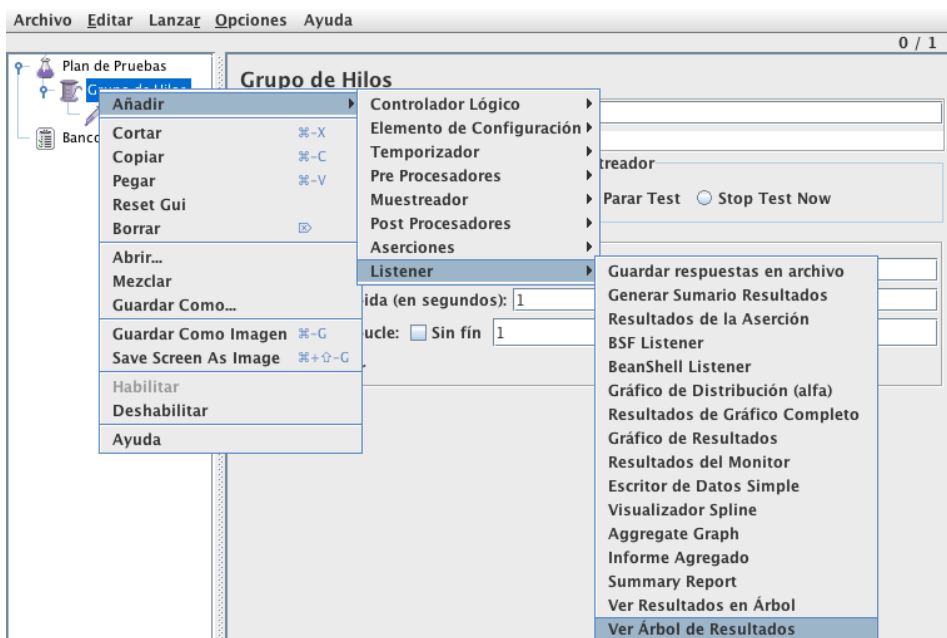 Archivo Editar Lanzar Opciones Ayuda
0 / 1
Plan de Pruebas
Grupo de Hilos
Grupo de Hilos
Añadir
Cortar ⌘-X
Copiar ⌘-C
Pegar ⌘-V
Reset Gui
Borrar ⌦
Abrir...
Mezclar
Guardar Como...
Guardar Como Imagen ⌘-G
Save Screen As Image ⌘+⇧-G
Habilitar
Deshabilitar
Ayuda
Controlador Lógico
Elemento de Configuración
Temporizador
Pre Procesadores
Muestreador
Post Procesadores
Aserciones
Listener
treador
Parar Test Stop Test Now
ida (en segundos): 1
ucle: Sin fín 1
Guardar respuestas en archivo
Generar Sumario Resultados
Resultados de la Aserción
BSF Listener
BeanShell Listener
Gráfico de Distribución (alfa)
Resultados de Gráfico Completo
Gráfico de Resultados
Resultados del Monitor
Escritor de Datos Simple
Visualizador Spline
Aggregate Graph
Informe Agregado
Summary Report
Ver Resultados en Árbol
Ver Árbol de Resultados